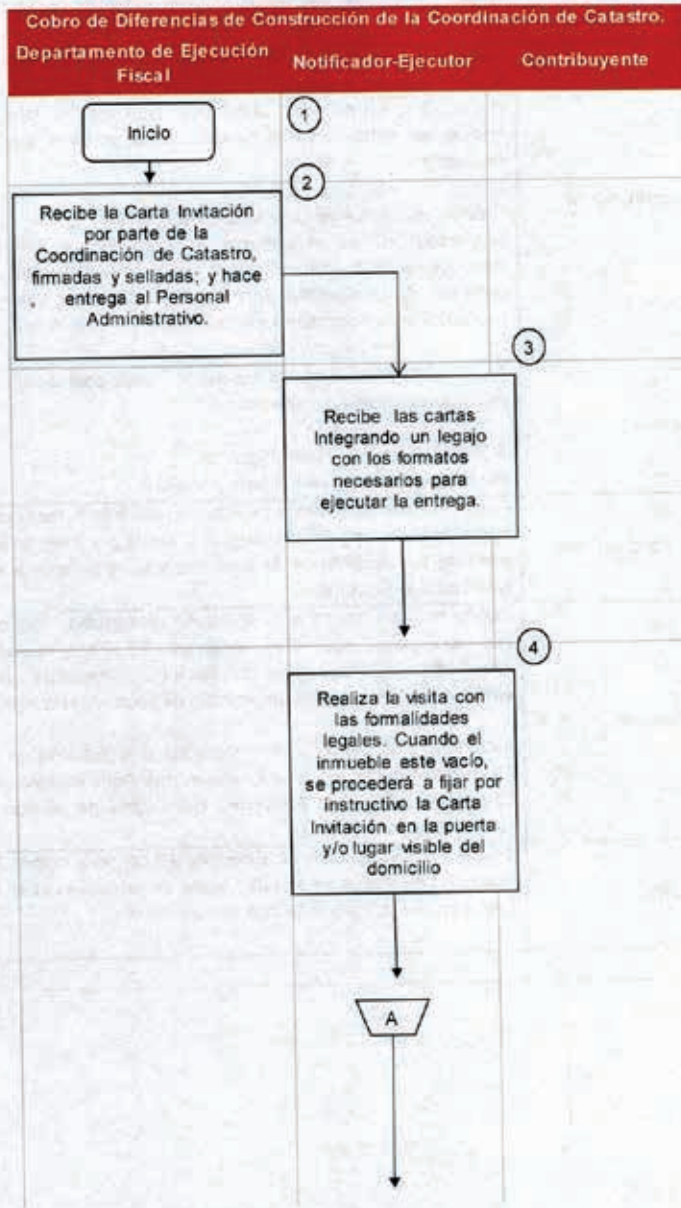 Cobro de Diferencias de Construcción de la Coordinación de Catastro.
Departamento de Ejecución
Fiscal
Notificador-Ejecutor
Contribuyente
1
Inicio
2
Recibe la Carta Invitación
por parte de la
Coordinación de Catastro,
firmadas y selladas; y hace
entrega al Personal
Administrativo.
3
Recibe las cartas
Integrando un legajo
con los formatos
necesarios para
ejecutar la entrega.
4
Realiza la visita con
las formalidades
legales. Cuando el
inmueble este vacío,
se procederá a fijar por
instructivo la Carta
Invitación en la puerta
y/o lugar visible del
domicilio
A